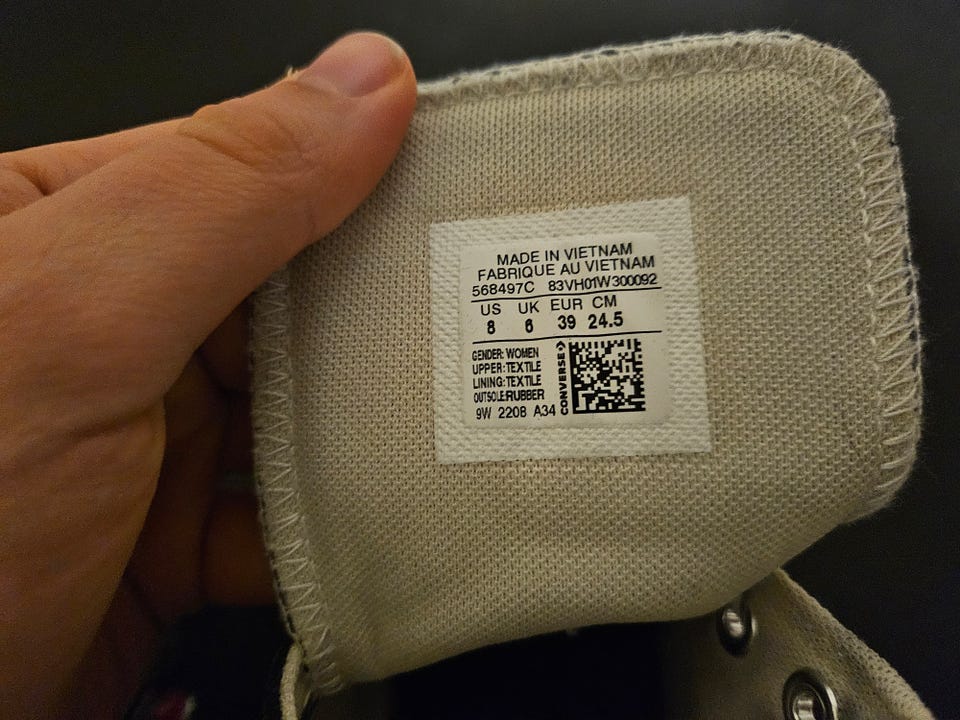 MADE IN VIETNAM
FABRIQUE AU VIETNAM
568497C 83VH01W300092
US UK EUR CM
8 6 39 24.5
GENDER: WOMEN
UPPER: TEXTILE
LINING: TEXTILE
OUTSOLE: RUBBER
9W 2208 A34
CONVERSE